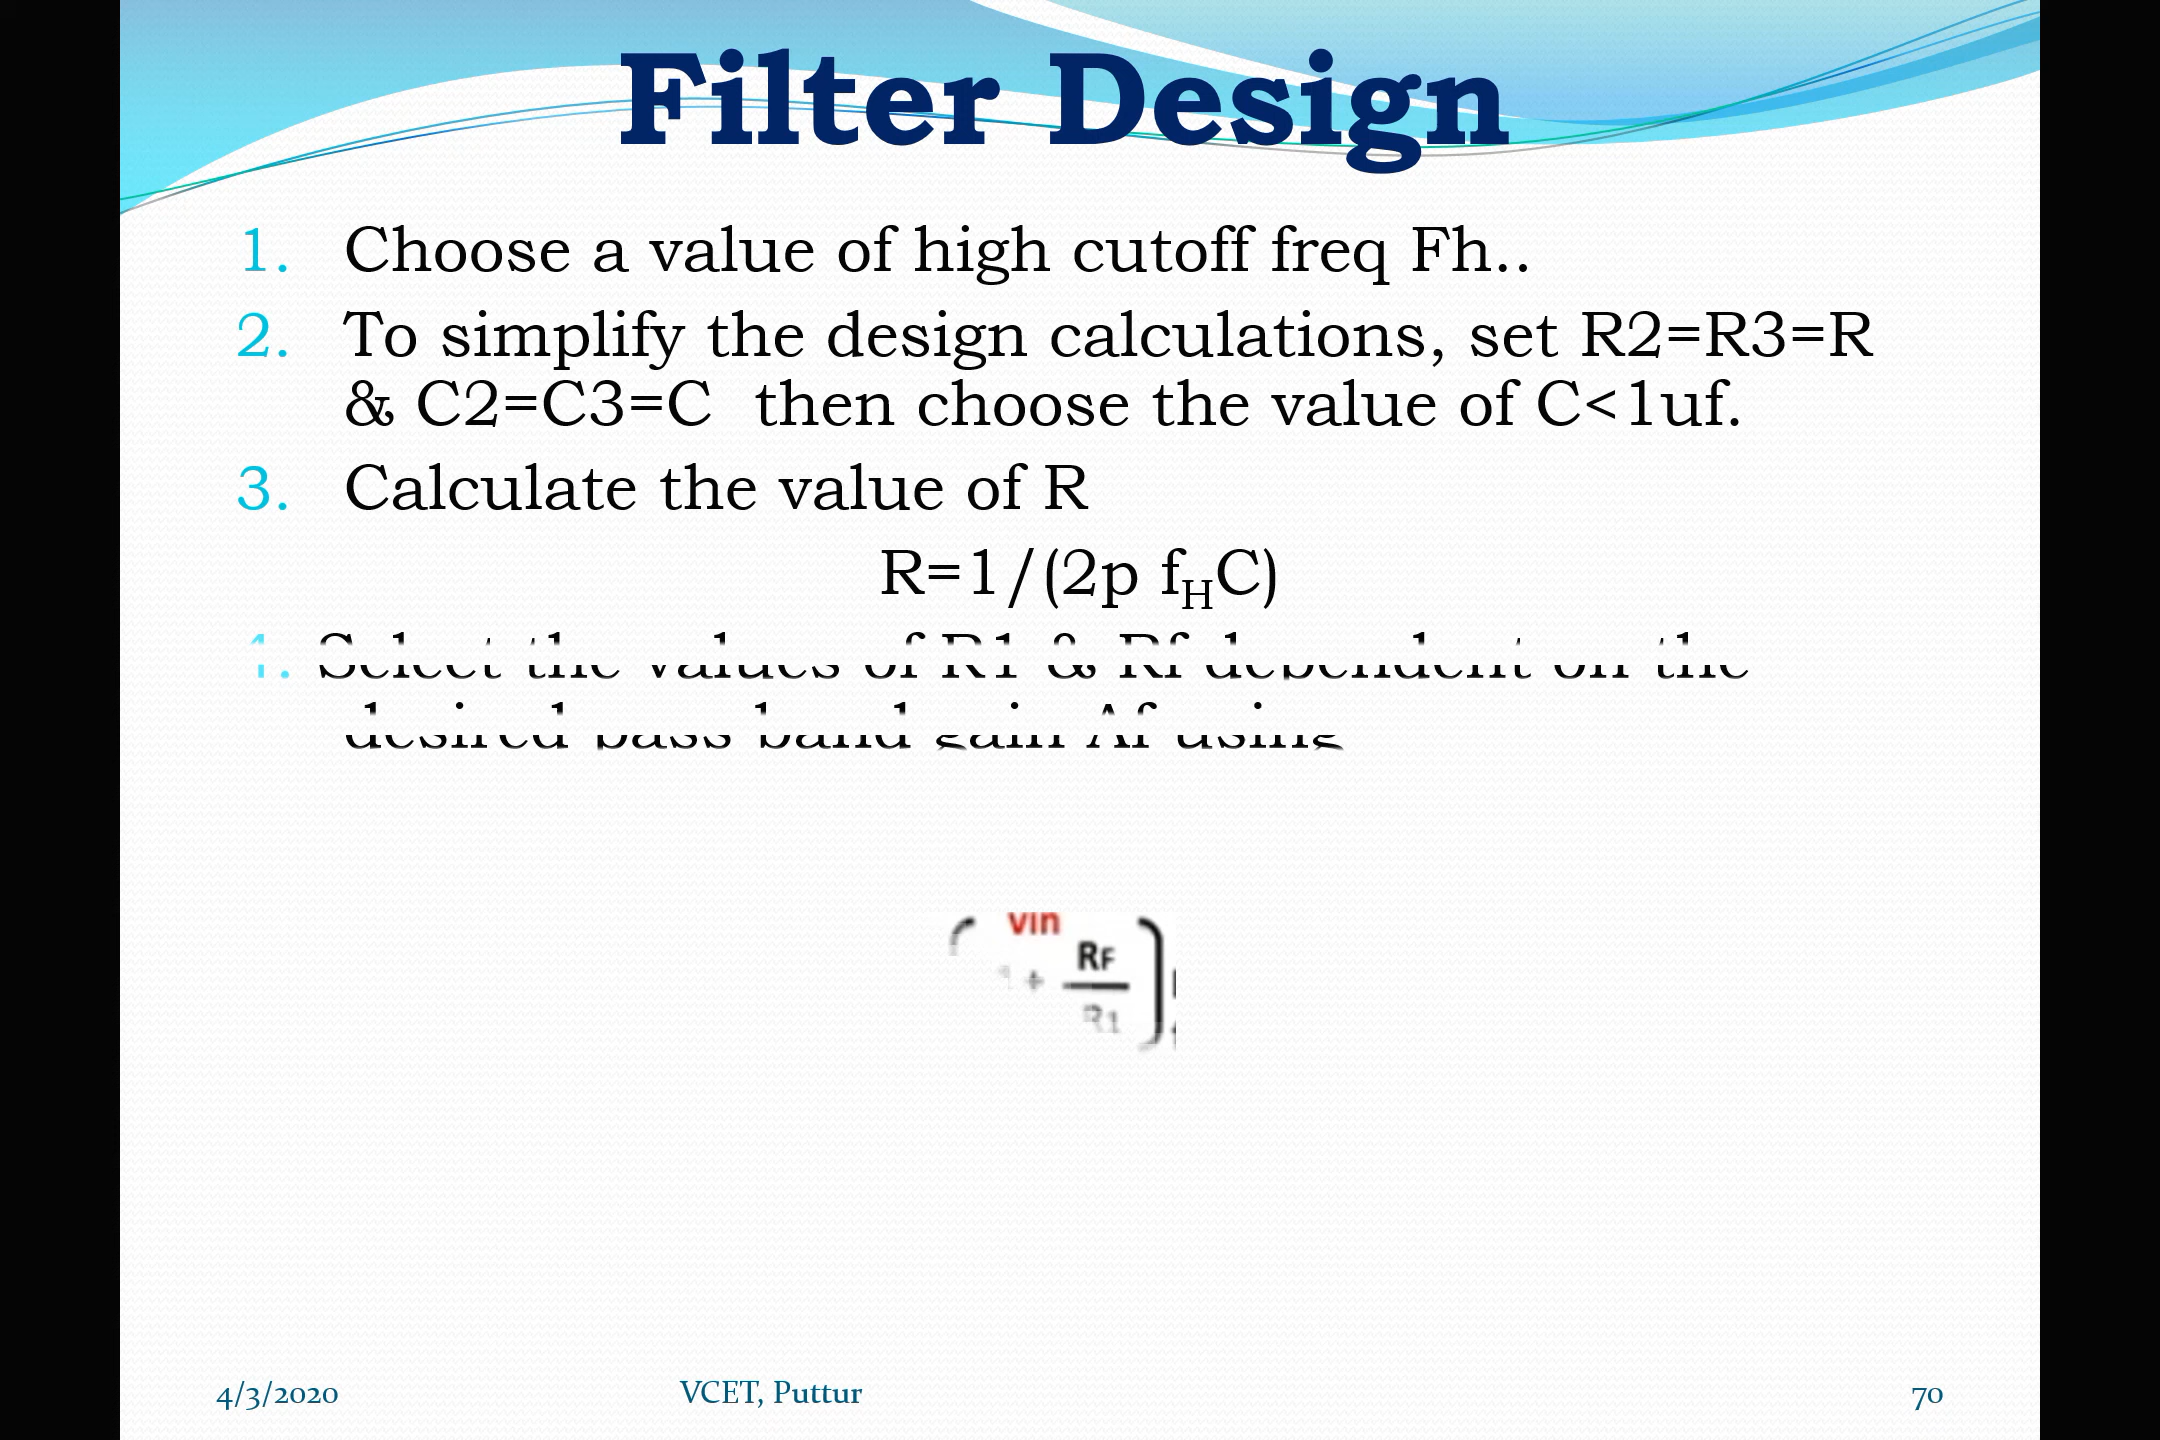 Filter Design
1. Choose a value of high cutoff freq Fh..
2. To simplify the design calculations, set R2=R3=R
& C2=C3=C then choose the value of C<1uf.
3. Calculate the value of R
R=1/(2p fHC)
4. Select the values of R1 & Rf dependent on the
desired pass band gain Af using
vin
( 1 + RF
R1 )
4/3/2020 VCET, Puttur 70